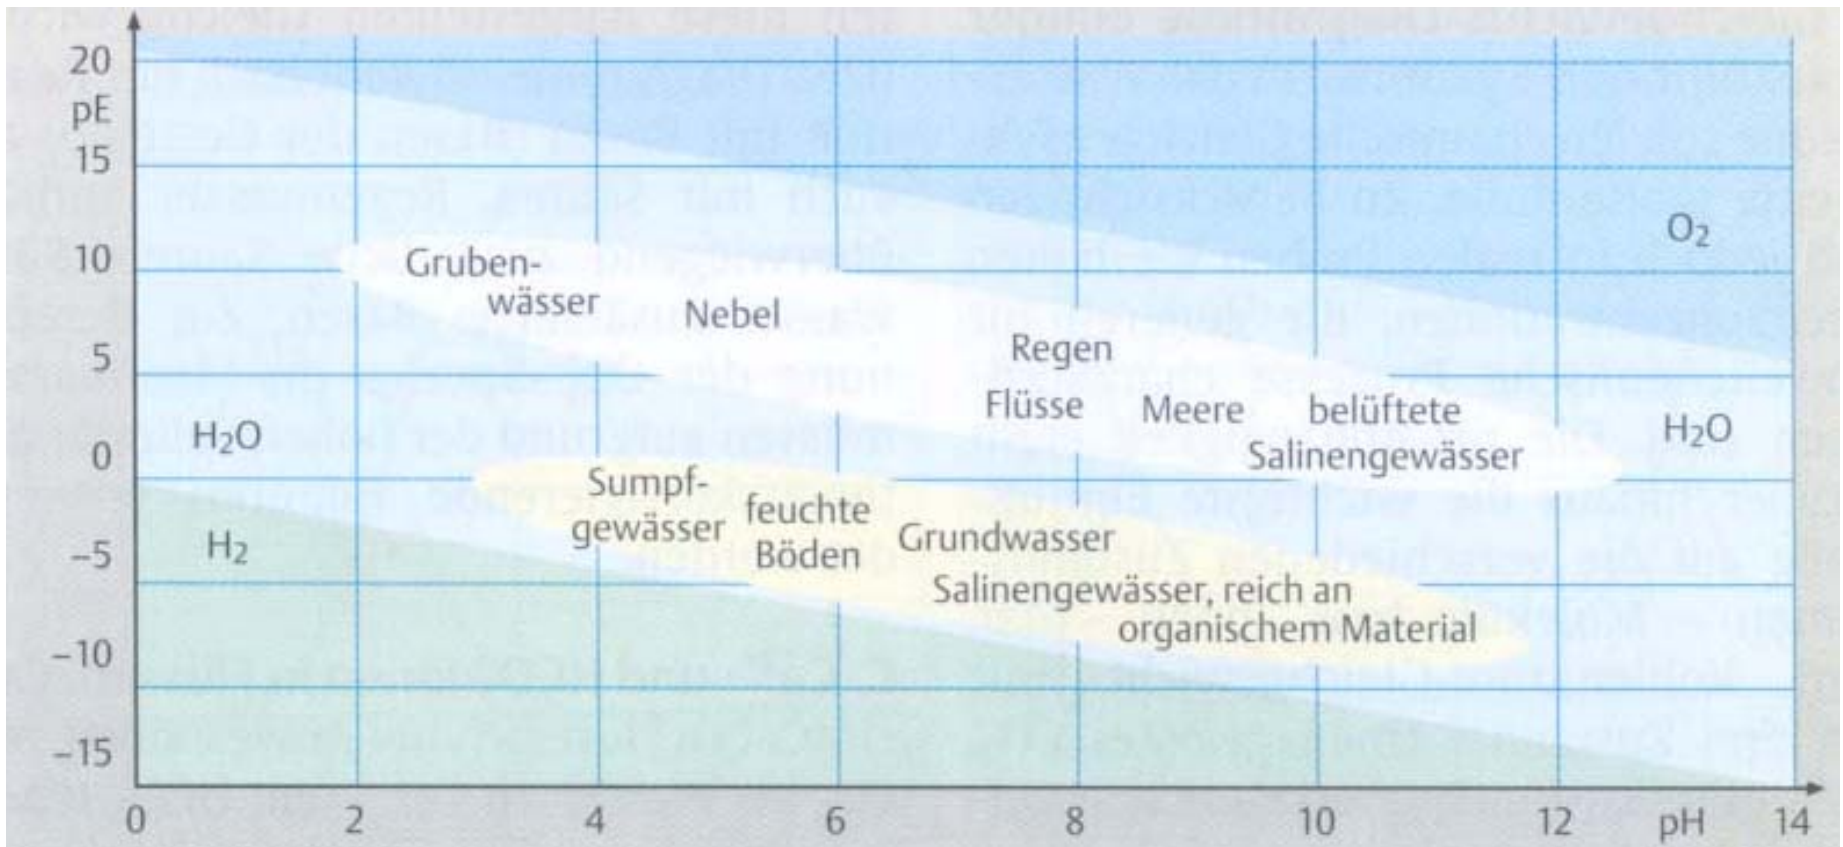 20
pE
15
10
5
0
–5
–10
–15
O₂
Gruben-
wässer
Nebel
Regen
Flüsse
Meere
belüftete
Salinengewässer
H₂O
H₂O
Sumpf-
gewässer
feuchte
Böden
Grundwasser
H₂
Salinengewässer, reich an
organischem Material
0
2
4
6
8
10
12
pH
14